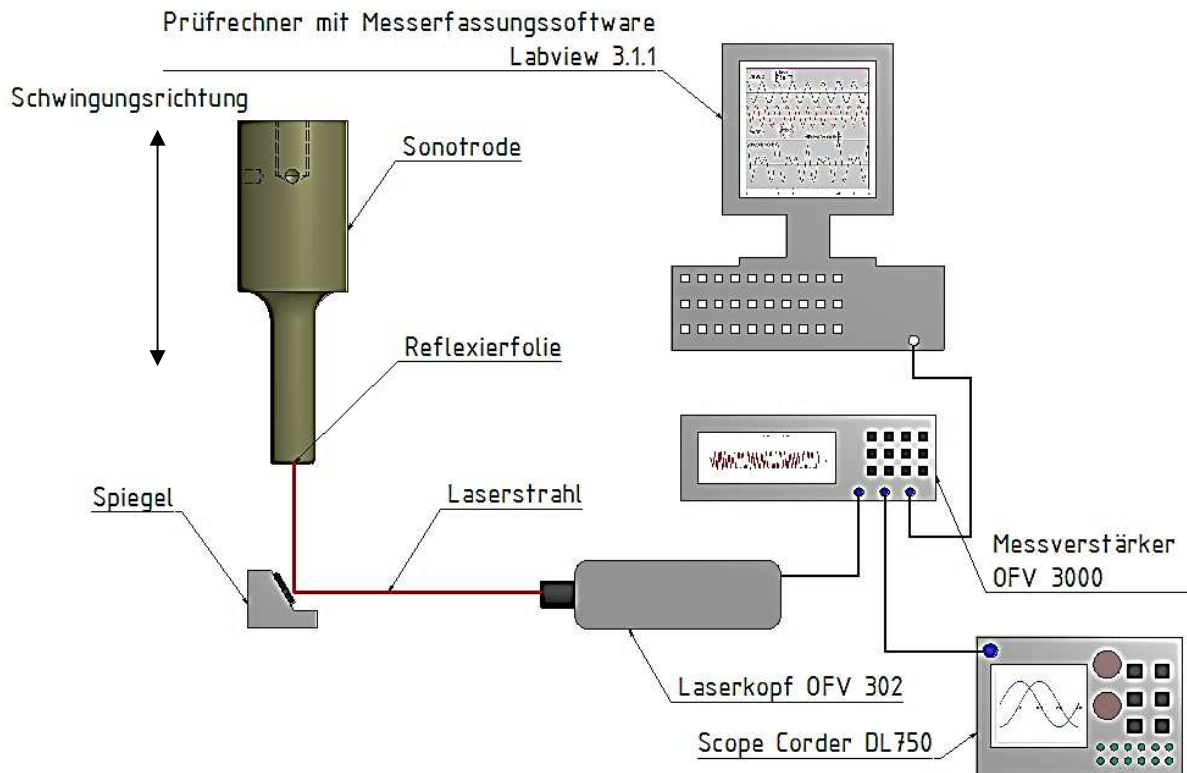 Prüfrechner mit Messerfassungssoftware
Labview 3.1.1
Schwingungsrichtung
Sonotrode
Reflexierfolie
Spiegel
Laserstrahl
Messverstärker
OFV 3000
Laserkopf OFV 302
Scope Corder DL750